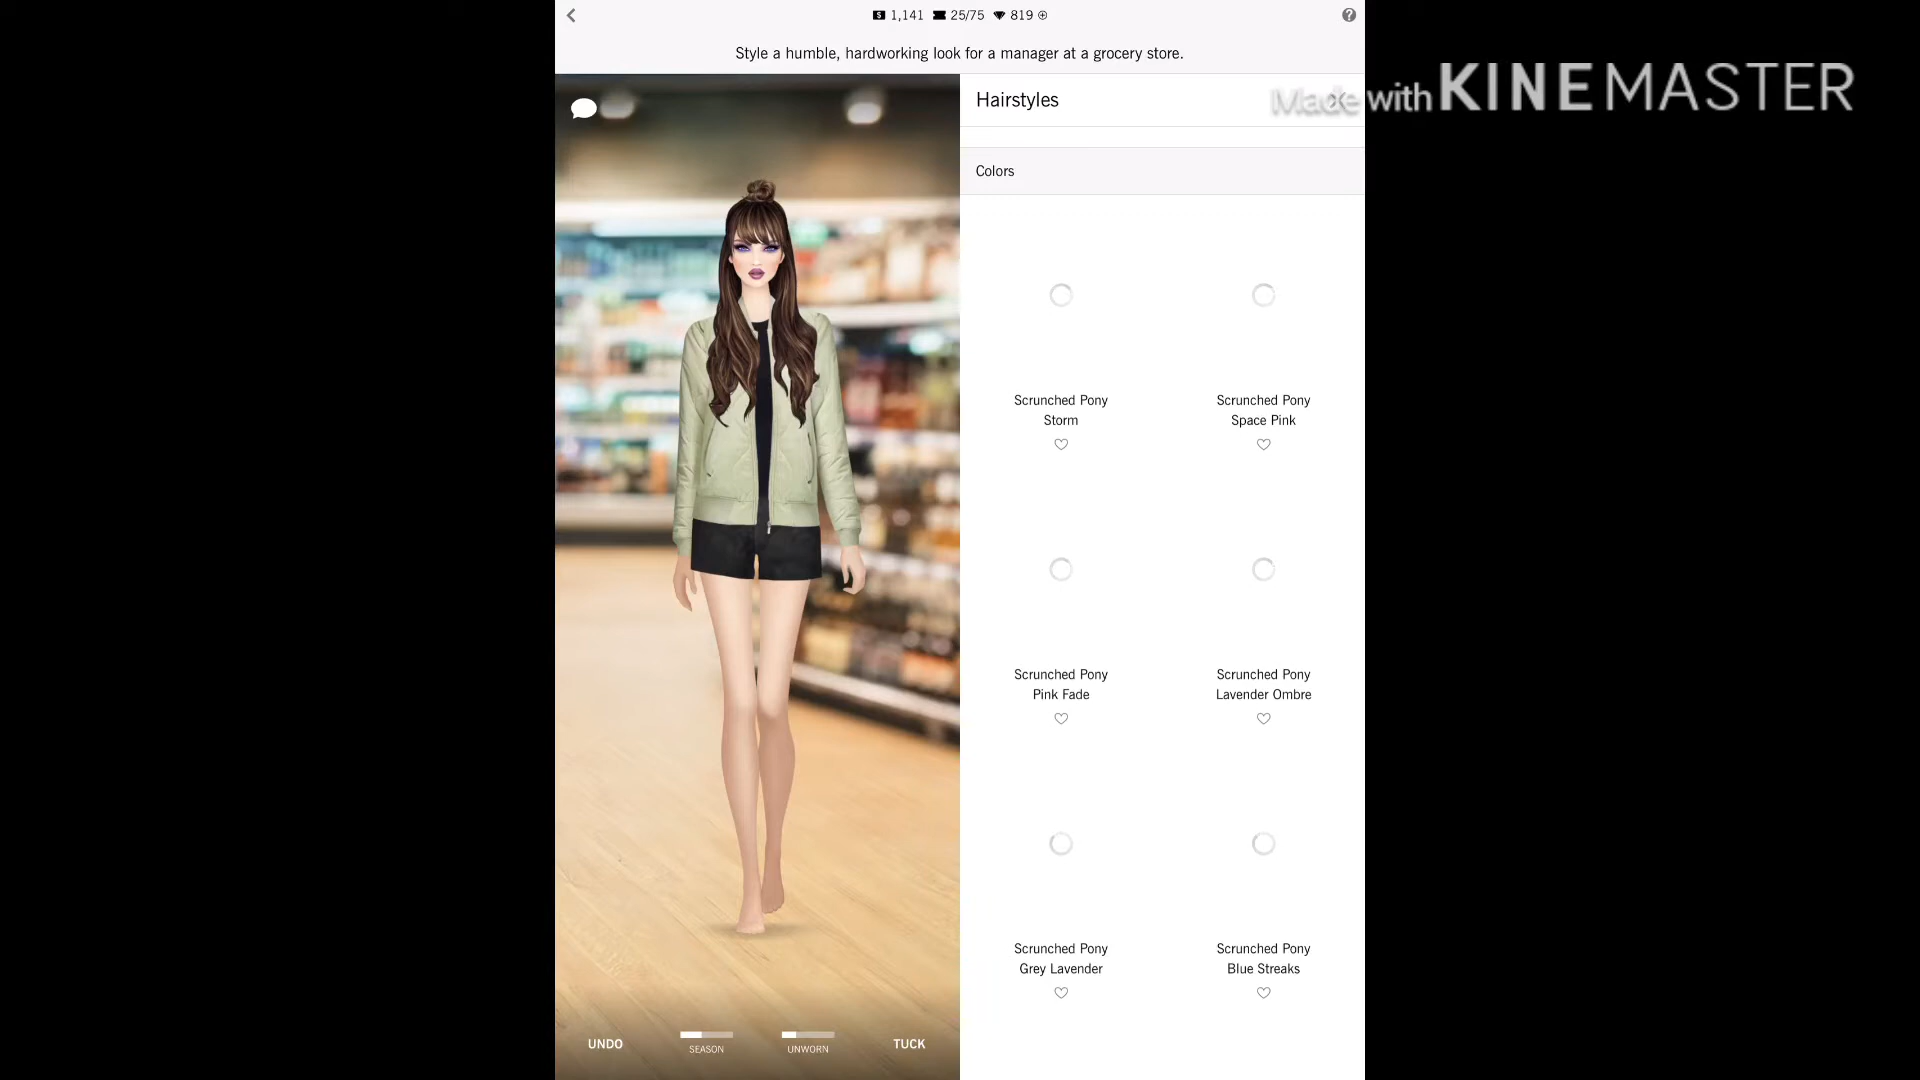 1,141 25/75 819
Style a humble, hardworking look for a manager at a grocery store.
Hairstyles
Made with KINEMASTER
Colors
Scrunched Pony
Storm
Scrunched Pony
Space Pink
Scrunched Pony
Pink Fade
Scrunched Pony
Lavender Ombre
Scrunched Pony
Grey Lavender
Scrunched Pony
Blue Streaks
UNDO
SEASON
UNWORN
TUCK